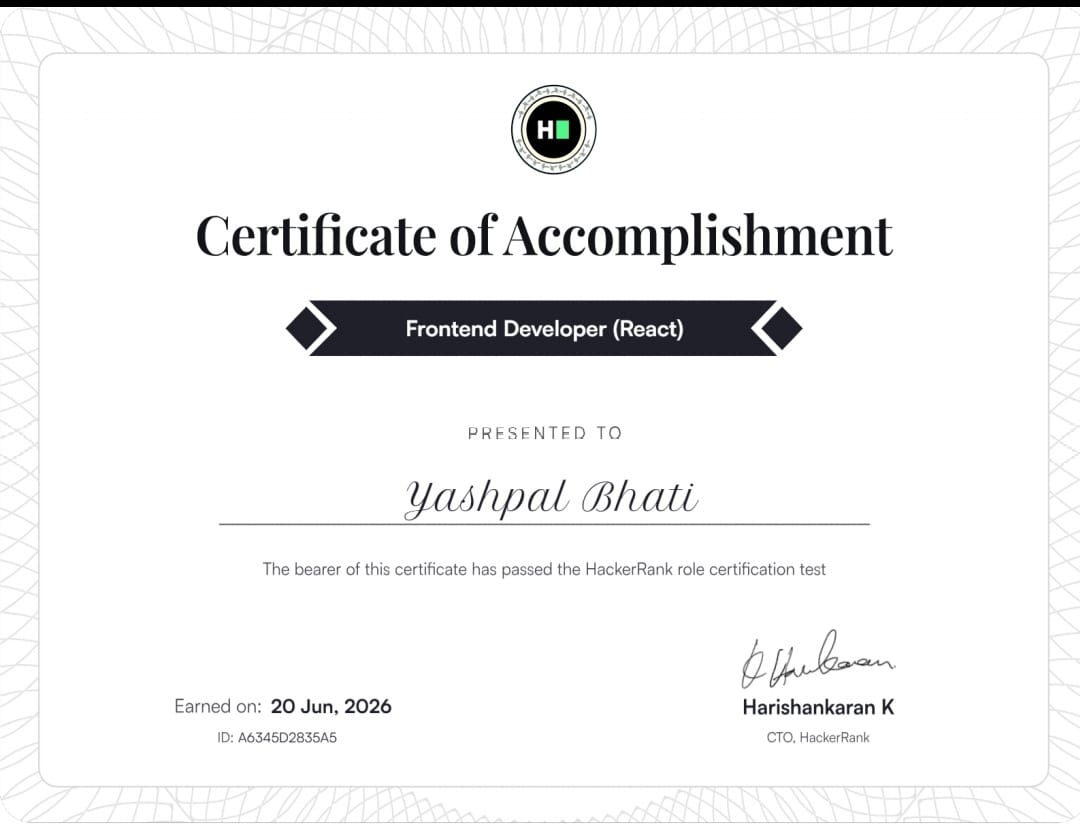 H
Certificate of Accomplishment
Frontend Developer (React)
PRESENTED TO
Yashpal Bhati
The bearer of this certificate has passed the HackerRank role certification test
Earned on: 20 Jun, 2026
ID: A6345D2835A5
Harishankaran K
CTO, HackerRank